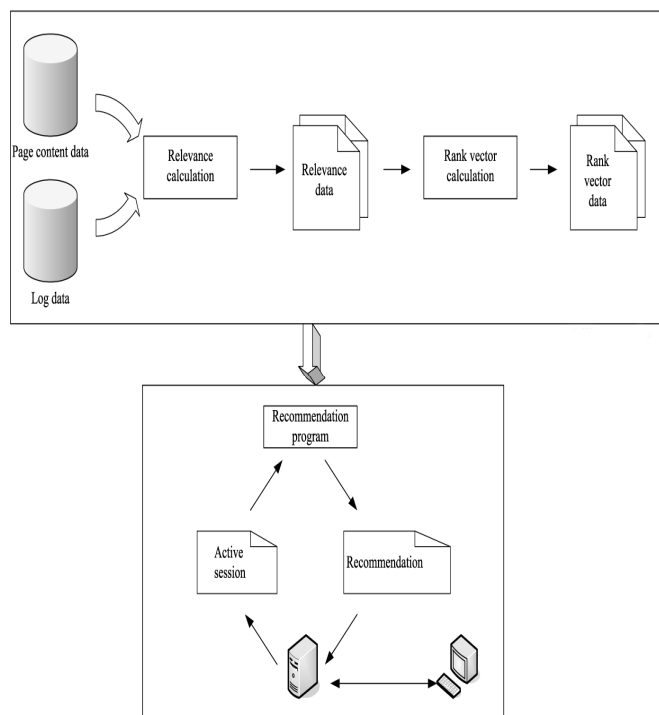 Page content data
Log data
Relevance
calculation
Relevance
data
Rank vector
calculation
Rank
vector
data
Recommendation
program
Active
session
Recommendation